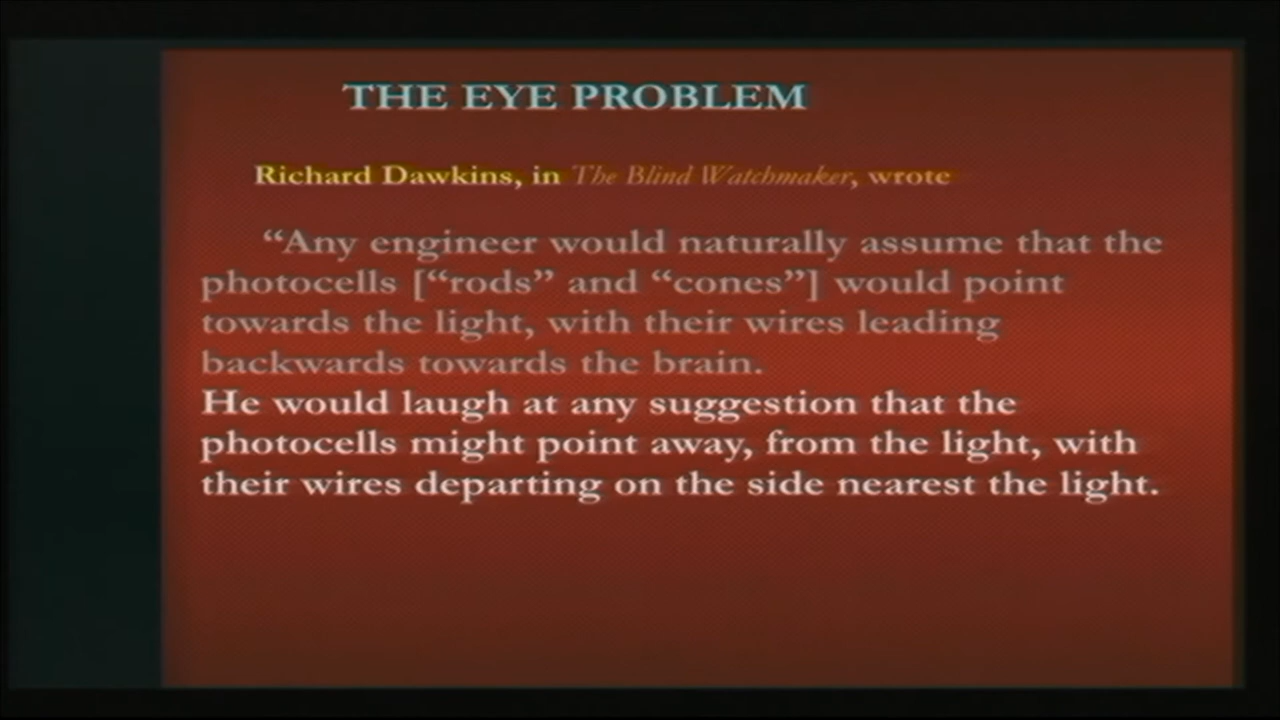 THE EYE PROBLEM
Richard Dawkins, in The Blind Watchmaker, wrote
“Any engineer would naturally assume that the
photocells [“rods” and “cones”] would point
towards the light, with their wires leading
backwards towards the brain.
He would laugh at any suggestion that the
photocells might point away, from the light, with
their wires departing on the side nearest the light.